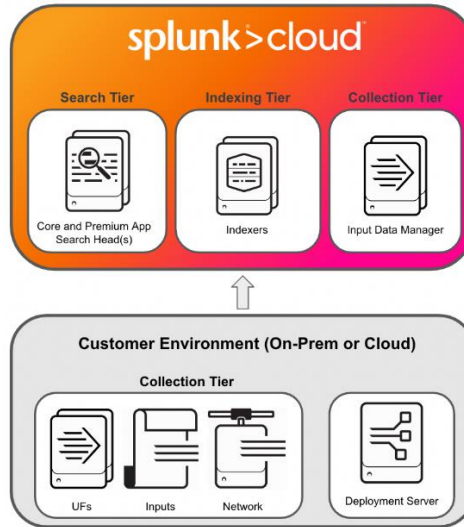 splunk>cloud™
Search Tier
Indexing Tier
Collection Tier
Core and Premium App
Search Head(s)
Indexers
Input Data Manager
Customer Environment (On-Prem or Cloud)
Collection Tier
UFs
Inputs
Network
Deployment Server